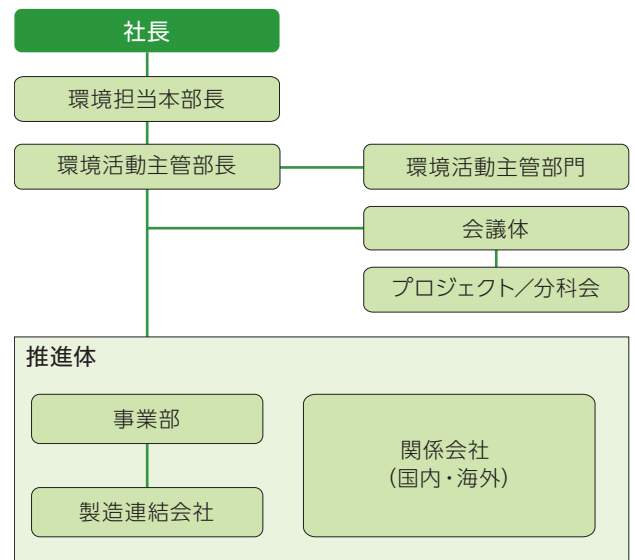 社長
環境担当本部長
環境活動主管部長
環境活動主管部門
会議体
プロジェクト／分科会
推進体
事業部
製造連結会社
関係会社
（国内・海外）